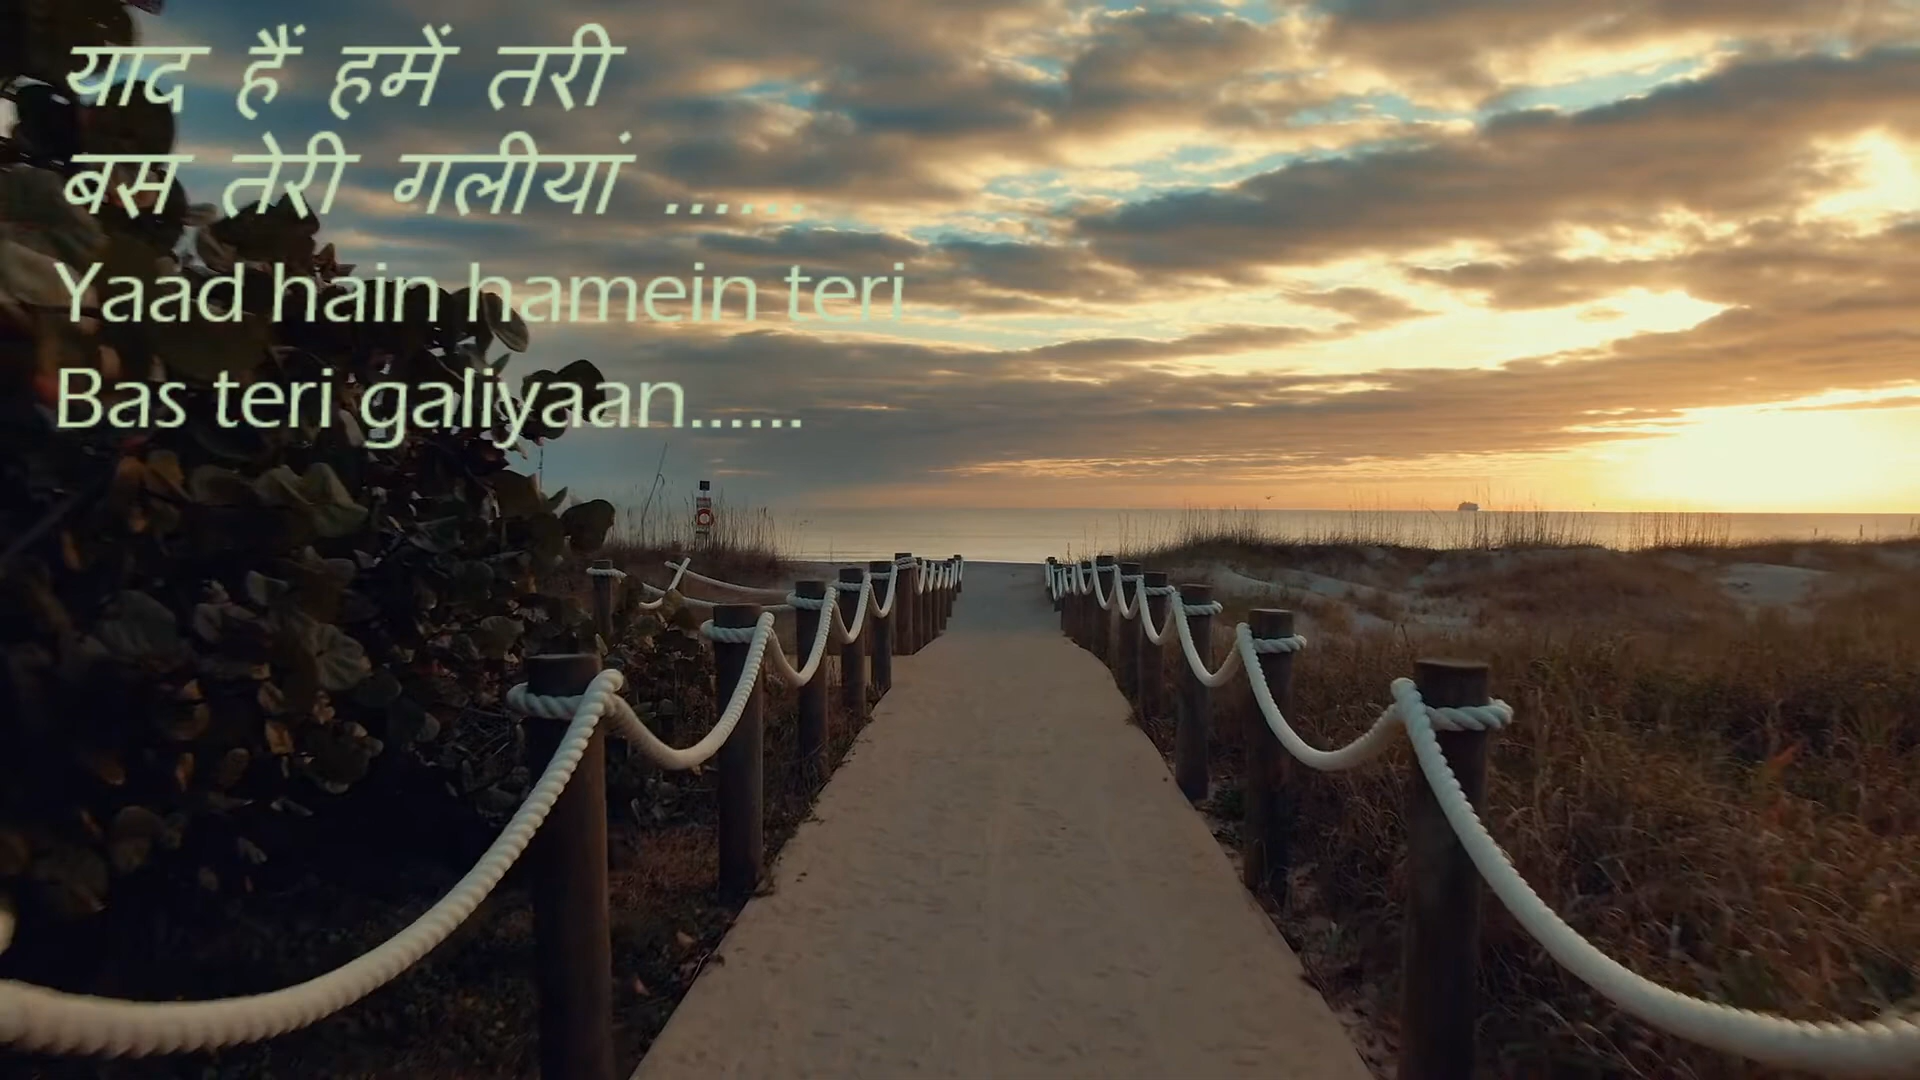 याद हैं हमें तरी
बस तेरी गलीयां ......
Yaad hain hamein teri
Bas teri galiyaan......